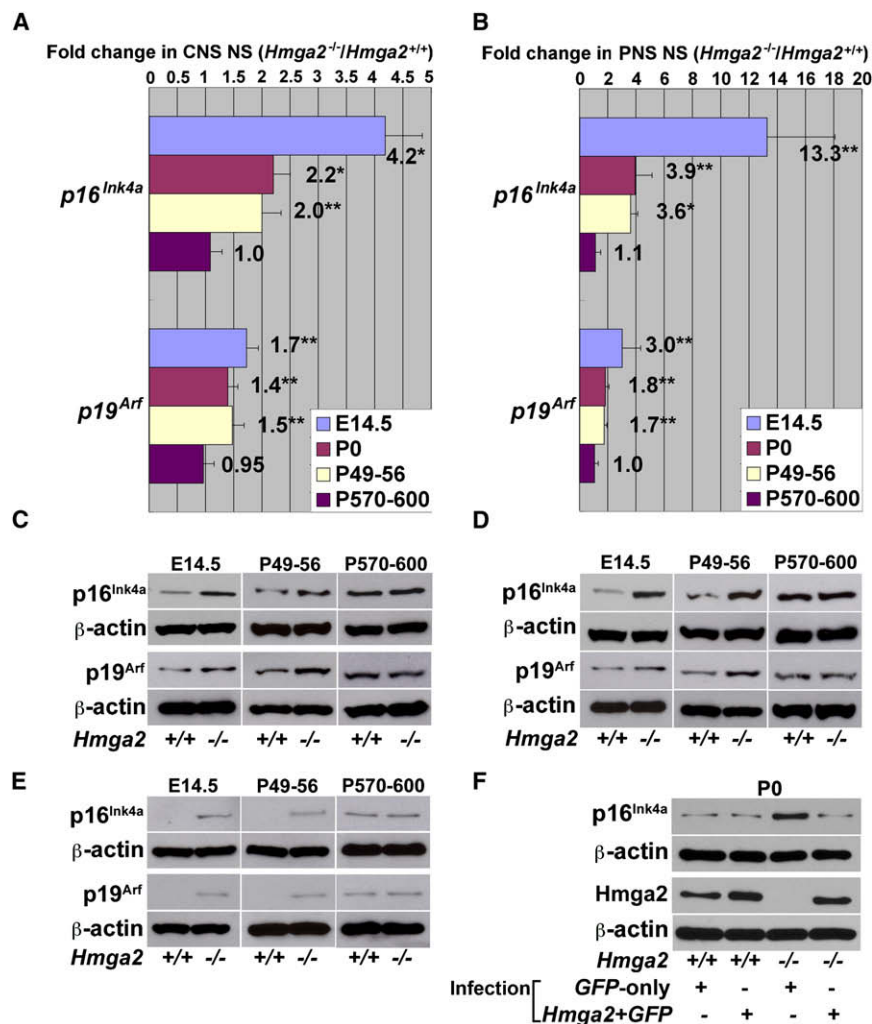 A
Fold change in CNS NS (Hmga2-/-/Hmga2+/+)
0 0.5 1 1.5 2 2.5 3 3.5 4 4.5 5
p16Ink4a
4.2*
2.2*
2.0**
1.0
p19Arf
1.7**
1.4**
1.5**
0.95
E14.5
P0
P49-56
P570-600
B
Fold change in PNS NS (Hmga2-/-/Hmga2+/+)
0 2 4 6 8 10 12 14 16 18 20
p16Ink4a
13.3**
3.9**
3.6*
1.1
p19Arf
3.0**
1.8**
1.7**
1.0
E14.5
P0
P49-56
P570-600
C
E14.5 P49-56 P570-600
p16Ink4a
β-actin
p19Arf
β-actin
Hmga2 +/+ -/- +/+ -/- +/+ -/-
D
E14.5 P49-56 P570-600
p16Ink4a
β-actin
p19Arf
β-actin
Hmga2 +/+ -/- +/+ -/- +/+ -/-
E
E14.5 P49-56 P570-600
p16Ink4a
β-actin
p19Arf
β-actin
Hmga2 +/+ -/- +/+ -/- +/+ -/-
F
P0
p16Ink4a
β-actin
Hmga2
β-actin
Hmga2 +/+ +/+ -/- -/-
Infection
GFP-only + - + -
Hmga2+GFP - + - +